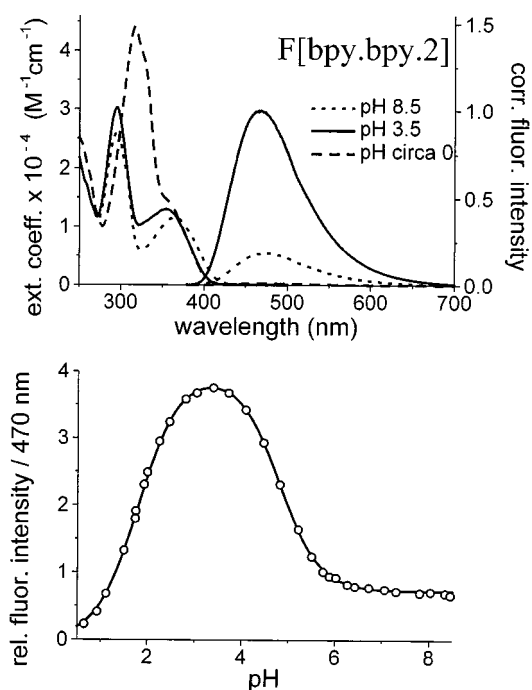 F[bpy.bpy.2]
pH 8.5
pH 3.5
pH circa 0
ext. coeff. x 10⁻⁴ (M⁻¹cm⁻¹)
4
3
2
1
0
1.5
1.0
0.5
0.0
corr. fluor. intensity
300 400 500 600 700
wavelength (nm)
rel. fluor. intensity / 470 nm
4
3
2
1
0
2 4 6 8
pH